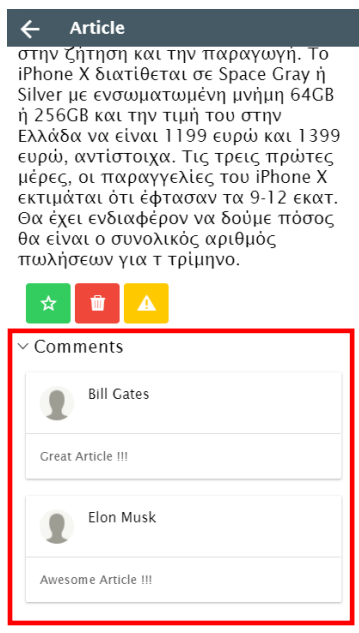 Article
στην ζήτηση και την παραγωγή. Το
iPhone X διατίθεται σε Space Gray ή
Silver με ενσωματωμένη μνήμη 64GB
ή 256GB και την τιμή του στην
Ελλάδα να είναι 1199 ευρώ και 1399
ευρώ, αντίστοιχα. Τις τρεις πρώτες
μέρες, οι παραγγελίες του iPhone X
εκτιμάται ότι έφτασαν τα 9-12 εκατ.
Θα έχει ενδιαφέρον να δούμε πόσος
θα είναι ο συνολικός αριθμός
πωλήσεων για τ τρίμηνο.
Comments
Bill Gates
Great Article !!!
Elon Musk
Awesome Article !!!